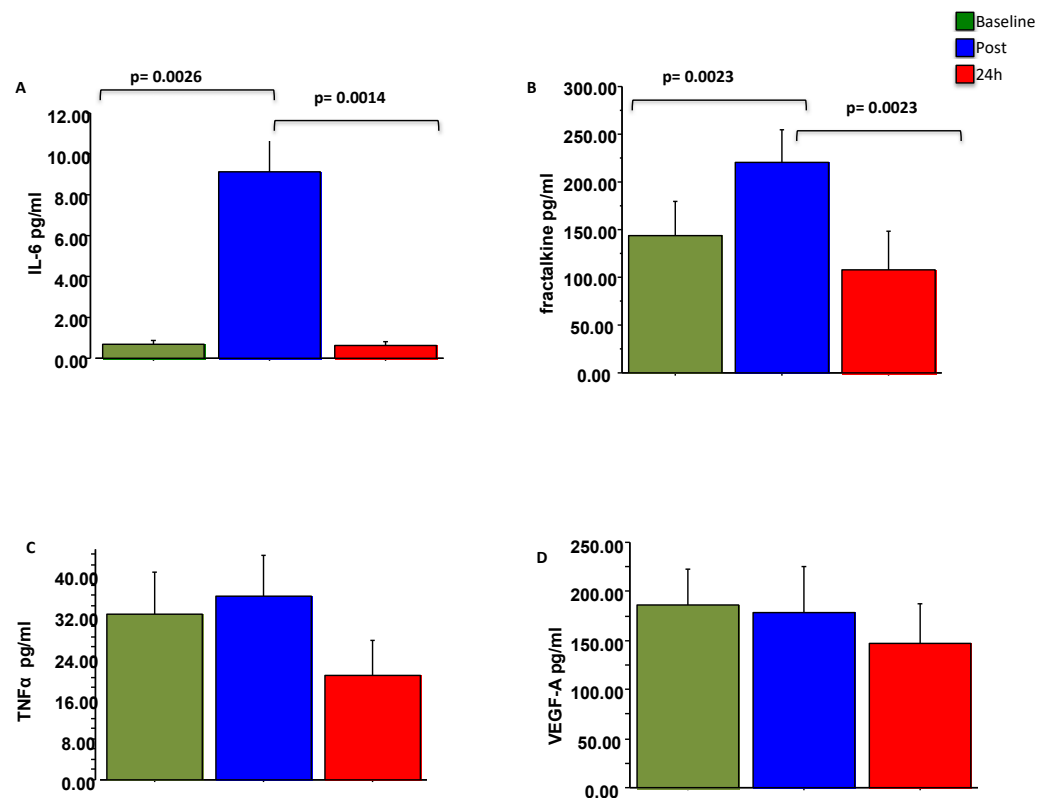 Baseline
Post
24h
A
p= 0.0026
p= 0.0014
12.00
10.00
8.00
6.00
4.00
2.00
0.00
IL-6 pg/ml
B
p= 0.0023
p= 0.0023
300.00
250.00
200.00
150.00
100.00
50.00
0.00
fractalkine pg/ml
C
40.00
32.00
24.00
16.00
8.00
0.00
TNFα pg/ml
D
250.00
200.00
150.00
100.00
50.00
0.00
VEGF-A pg/ml